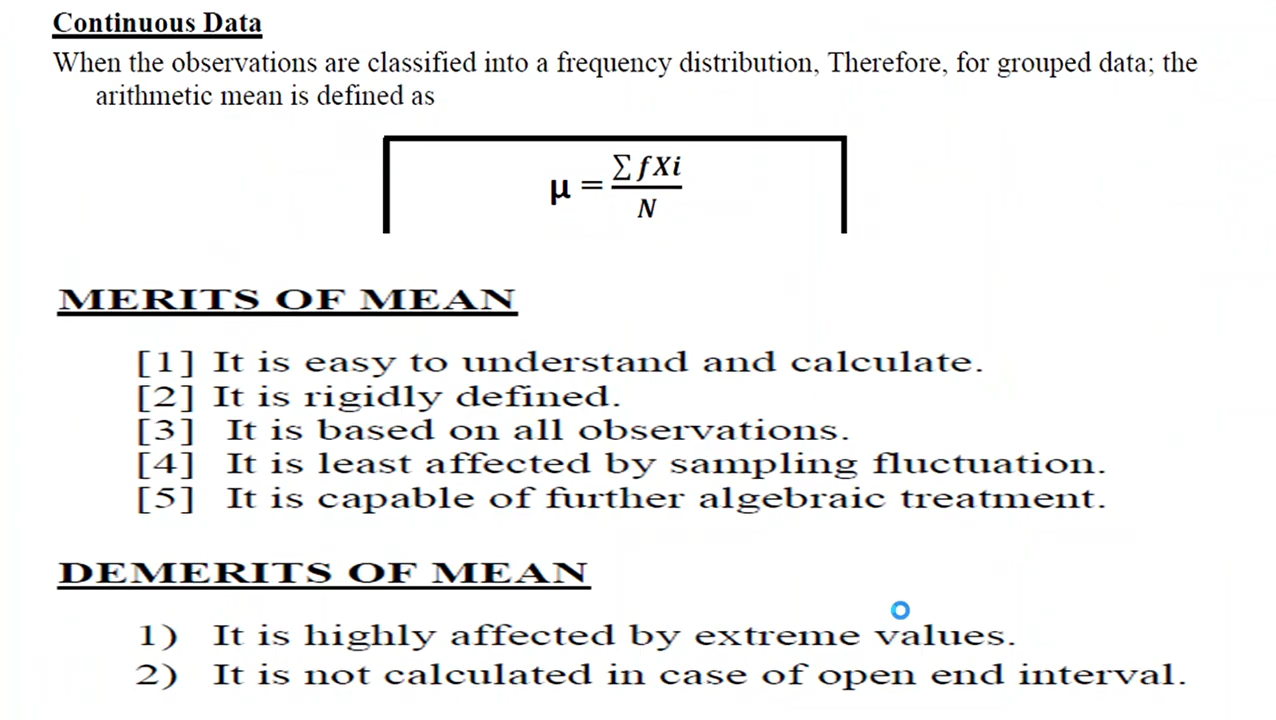 Continuous Data
When the observations are classified into a frequency distribution, Therefore, for grouped data; the
arithmetic mean is defined as
μ = ∑ fXi / N
MERITS OF MEAN
[1] It is easy to understand and calculate.
[2] It is rigidly defined.
[3] It is based on all observations.
[4] It is least affected by sampling fluctuation.
[5] It is capable of further algebraic treatment.
DEMERITS OF MEAN
1) It is highly affected by extreme values.
2) It is not calculated in case of open end interval.